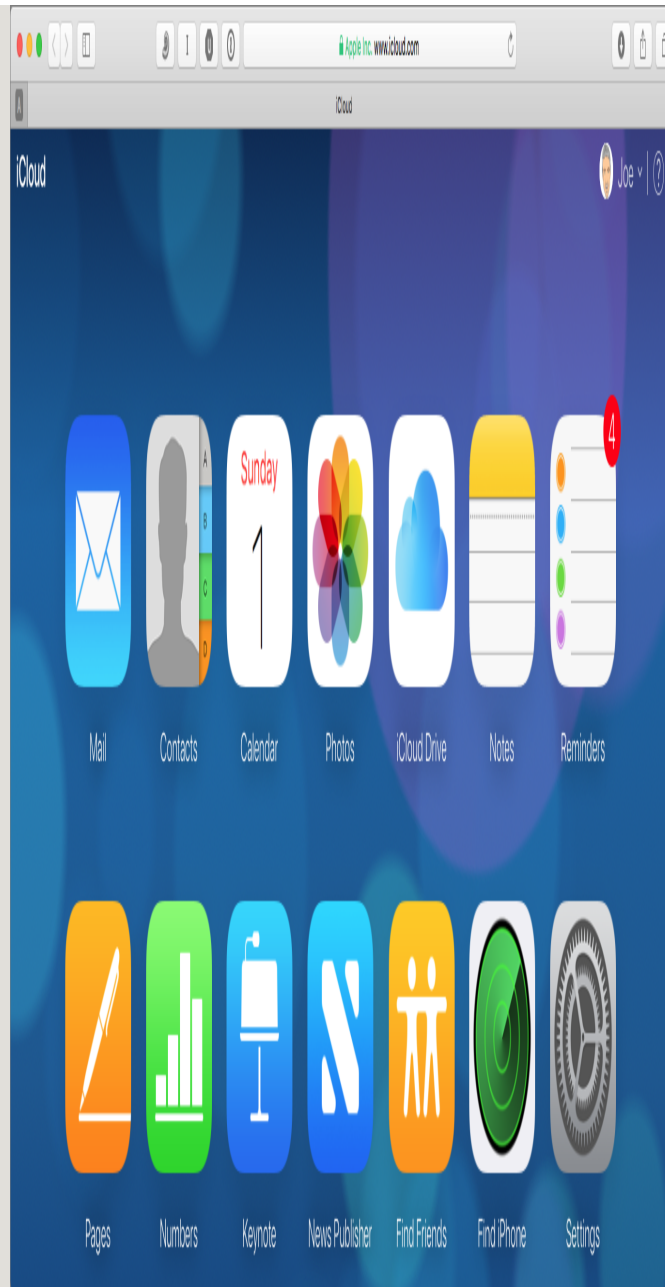 Apple Inc. www.icloud.com
iCloud
iCloud Joe ?
4
A
B
C
D
Sunday
1
Mail Contacts Calendar Photos iCloud Drive Notes Reminders
Pages Numbers Keynote News Publisher Find Friends Find iPhone Settings